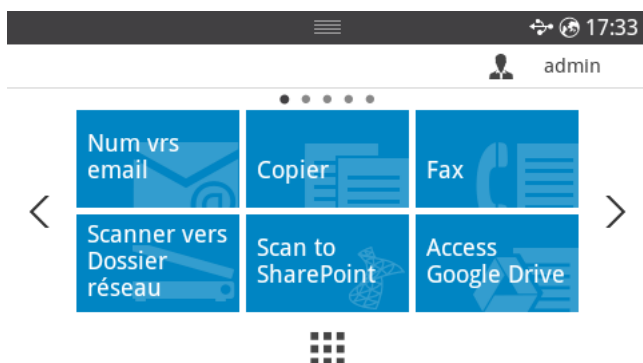 17:33
admin
Num vrs
email
Copier
Fax
Scanner vers
Dossier
réseau
Scan to
SharePoint
Access
Google Drive